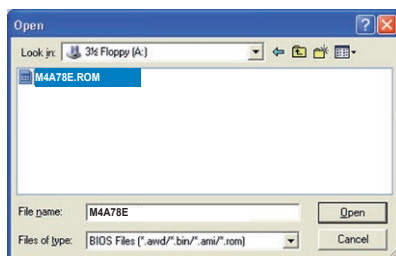 Open
Look in: 3½ Floppy (A:)
M4A78E.ROM
File name: M4A78E Open
Files of type: BIOS Files (*.awd/*.bin/*.ami/*.rom) Cancel